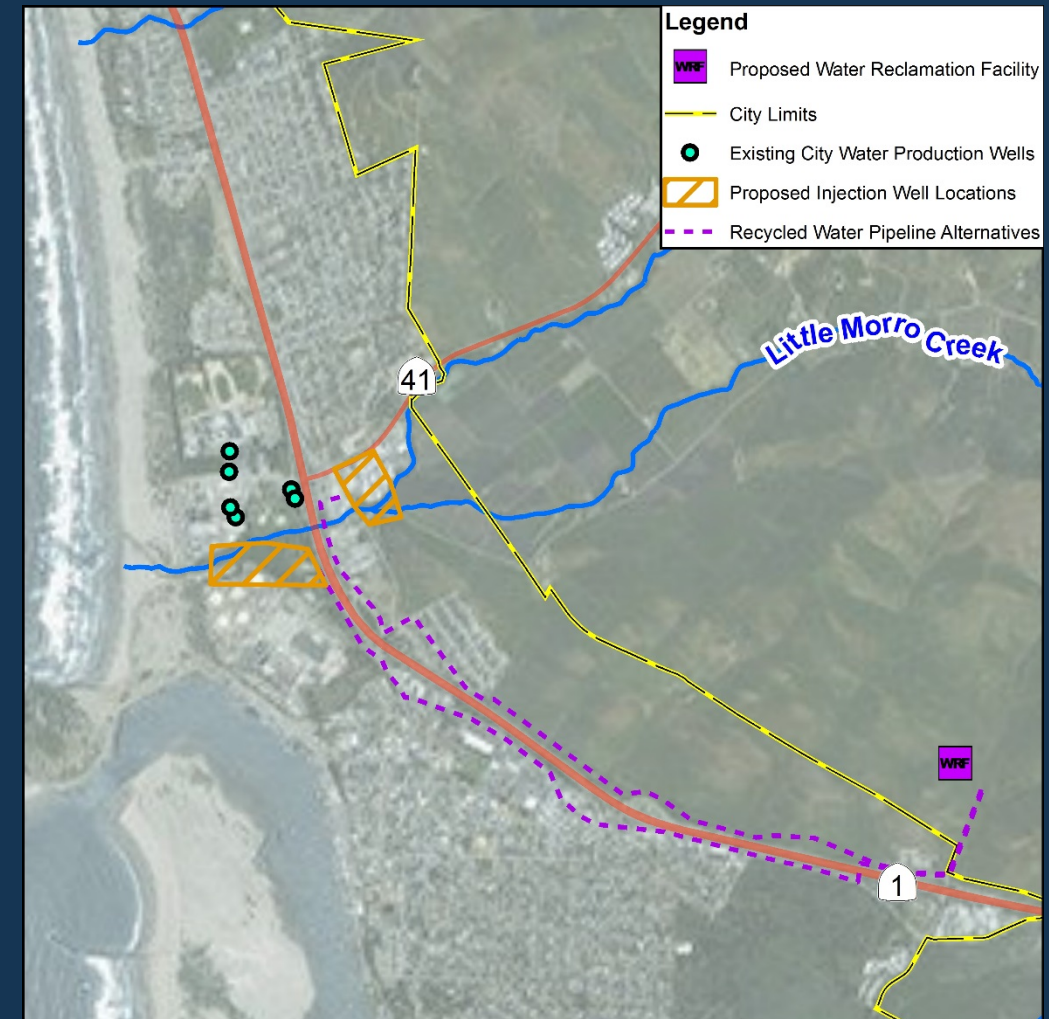 Legend
WRF Proposed Water Reclamation Facility
City Limits
Existing City Water Production Wells
Proposed Injection Well Locations
Recycled Water Pipeline Alternatives
Little Morro Creek
41
WRF
1